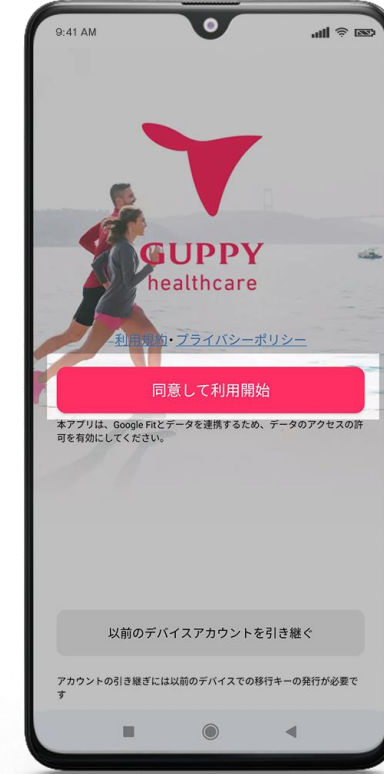 9:41 AM
GUPPY
healthcare
利用規約・プライバシーポリシー
同意して利用開始
本アプリは、Google Fitとデータを連携するため、データのアクセスの許
可を有効にしてください。
以前のデバイスアカウントを引き継ぐ
アカウントの引き継ぎには以前のデバイスでの移行キーの発行が必要で
す